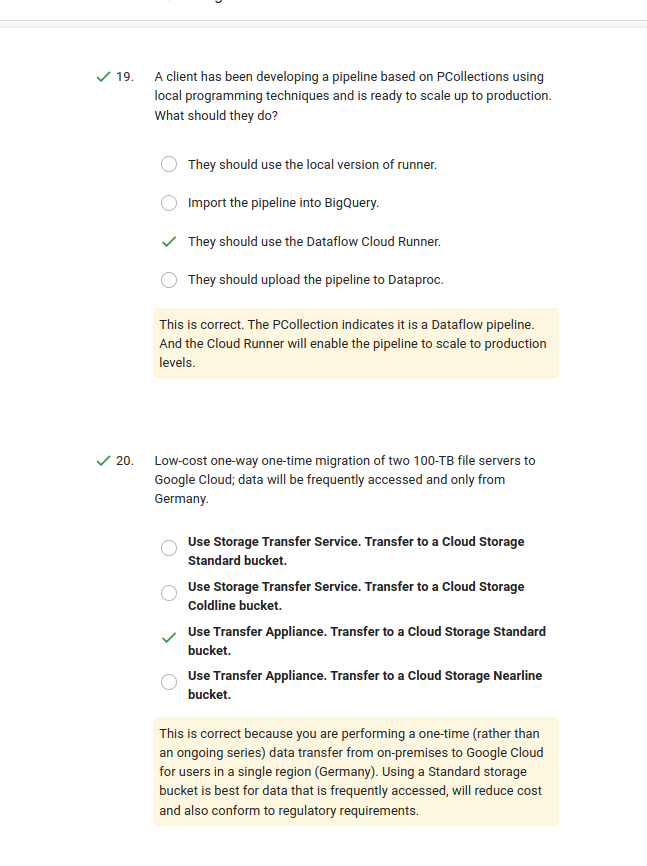 19. A client has been developing a pipeline based on PCollections using
local programming techniques and is ready to scale up to production.
What should they do?
They should use the local version of runner.
Import the pipeline into BigQuery.
They should use the Dataflow Cloud Runner.
They should upload the pipeline to Dataproc.
This is correct. The PCollection indicates it is a Dataflow pipeline.
And the Cloud Runner will enable the pipeline to scale to production
levels.
20. Low-cost one-way one-time migration of two 100-TB file servers to
Google Cloud; data will be frequently accessed and only from
Germany.
Use Storage Transfer Service. Transfer to a Cloud Storage
Standard bucket.
Use Storage Transfer Service. Transfer to a Cloud Storage
Coldline bucket.
Use Transfer Appliance. Transfer to a Cloud Storage Standard
bucket.
Use Transfer Appliance. Transfer to a Cloud Storage Nearline
bucket.
This is correct because you are performing a one-time (rather than
an ongoing series) data transfer from on-premises to Google Cloud
for users in a single region (Germany). Using a Standard storage
bucket is best for data that is frequently accessed, will reduce cost
and also conform to regulatory requirements.